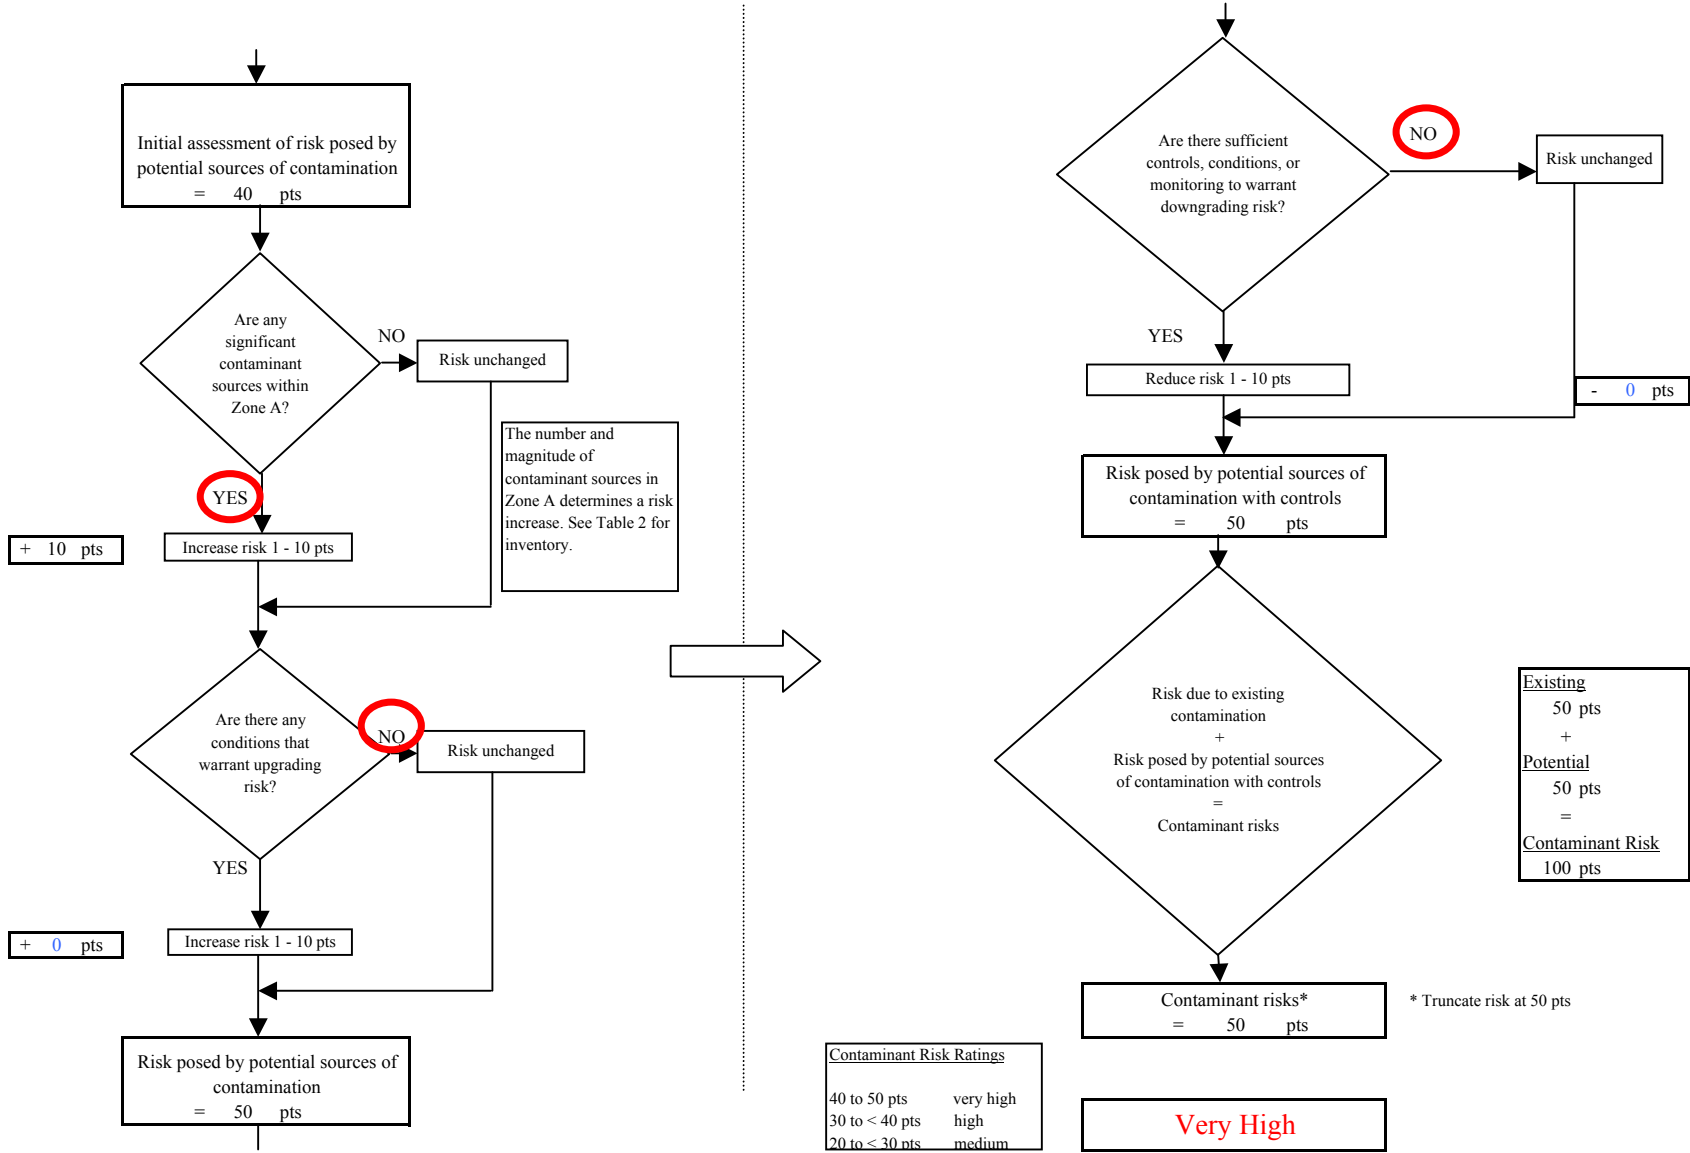 Initial assessment of risk posed by
potential sources of contamination
= 40 pts
Are any
significant
contaminant
sources within
Zone A?
NO
Risk unchanged
The number and
magnitude of
contaminant sources in
Zone A determines a risk
increase. See Table 2 for
inventory.
YES
+ 10 pts
Increase risk 1 - 10 pts
Are there any
conditions that
warrant upgrading
risk?
NO
Risk unchanged
YES
+ 0 pts
Increase risk 1 - 10 pts
Risk posed by potential sources of
contamination
= 50 pts
Are there sufficient
controls, conditions, or
monitoring to warrant
downgrading risk?
NO
Risk unchanged
YES
Reduce risk 1 - 10 pts
- 0 pts
Risk posed by potential sources of
contamination with controls
= 50 pts
Risk due to existing
contamination
+
Risk posed by potential sources
of contamination with controls
=
Contaminant risks
Existing
50 pts
+
Potential
50 pts
=
Contaminant Risk
100 pts
Contaminant risks*
= 50 pts
* Truncate risk at 50 pts
Contaminant Risk Ratings
40 to 50 pts very high
30 to < 40 pts high
20 to < 30 pts medium
Very High